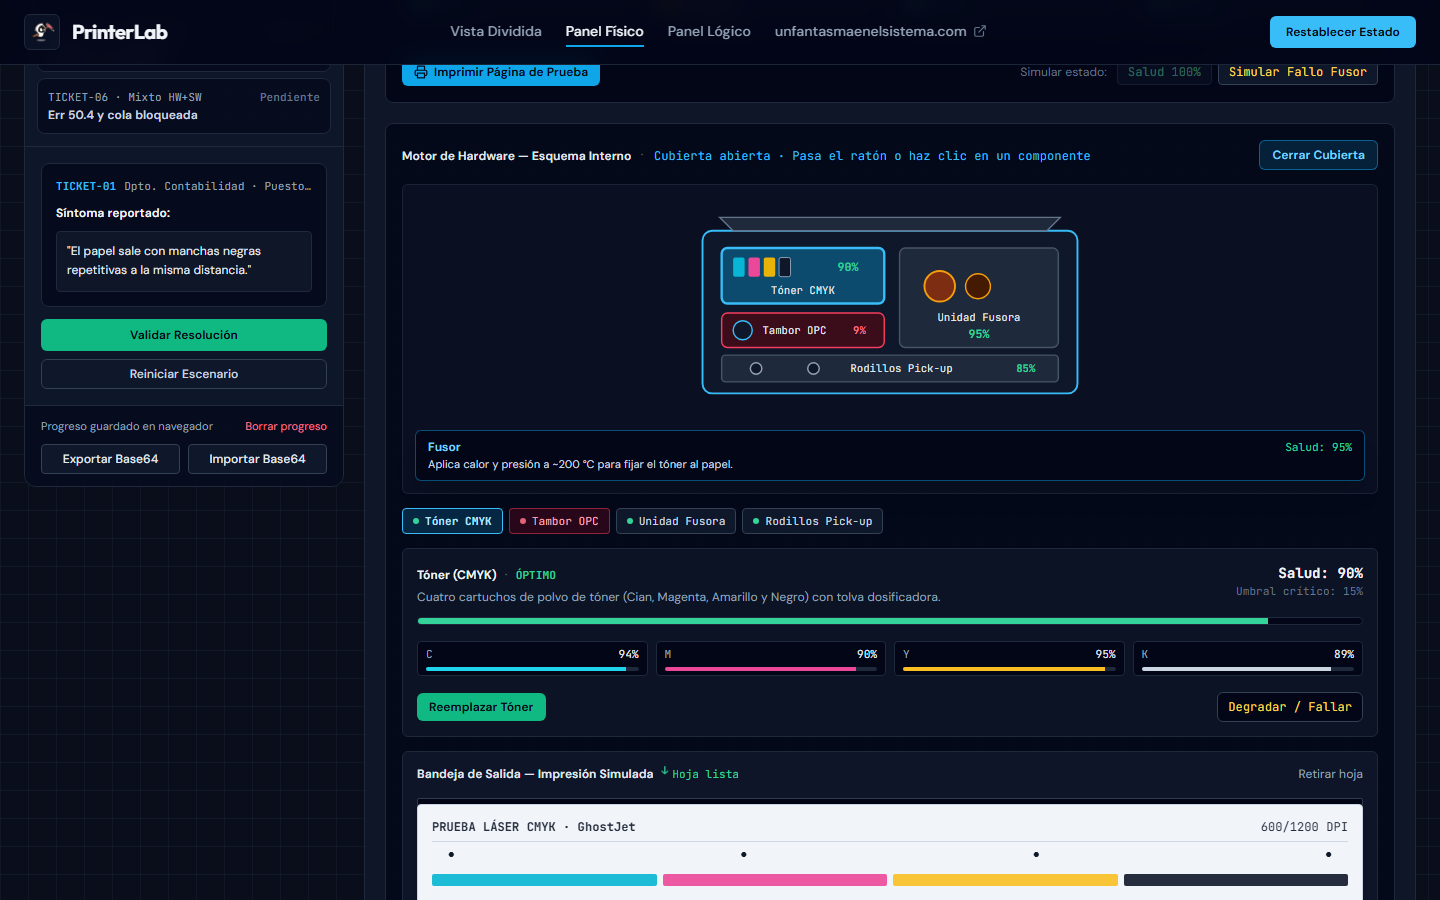 PrinterLab
Vista Dividida
Panel Físico
Panel Lógico
unfantasmaenelsistema.com
Restablecer Estado
TICKET-06 · Mixto HW+SW
Pendiente
Err 50.4 y cola bloqueada
TICKET-01 Dpto. Contabilidad · Puesto…
Síntoma reportado:
"El papel sale con manchas negras
repetitivas a la misma distancia."
Validar Resolución
Reiniciar Escenario
Progreso guardado en navegador
Borrar progreso
Exportar Base64
Importar Base64
Imprimir Página de Prueba
Simular estado:
Salud 100%
Simular Fallo Fusor
Motor de Hardware — Esquema Interno · Cubierta abierta · Pasa el ratón o haz clic en un componente
Cerrar Cubierta
90%
Tóner CMYK
Tambor OPC 9%
Unidad Fusora
95%
Rodillos Pick-up 85%
Fusor
Salud: 95%
Aplica calor y presión a ~200 °C para fijar el tóner al papel.
Tóner CMYK
Tambor OPC
Unidad Fusora
Rodillos Pick-up
Tóner (CMYK) · ÓPTIMO
Salud: 90%
Cuatro cartuchos de polvo de tóner (Cian, Magenta, Amarillo y Negro) con tolva dosificadora.
Umbral crítico: 15%
C 94%
M 90%
Y 95%
K 89%
Reemplazar Tóner
Degradar / Fallar
Bandeja de Salida — Impresión Simulada
Hoja lista
Retirar hoja
PRUEBA LÁSER CMYK · GhostJet
600/1200 DPI